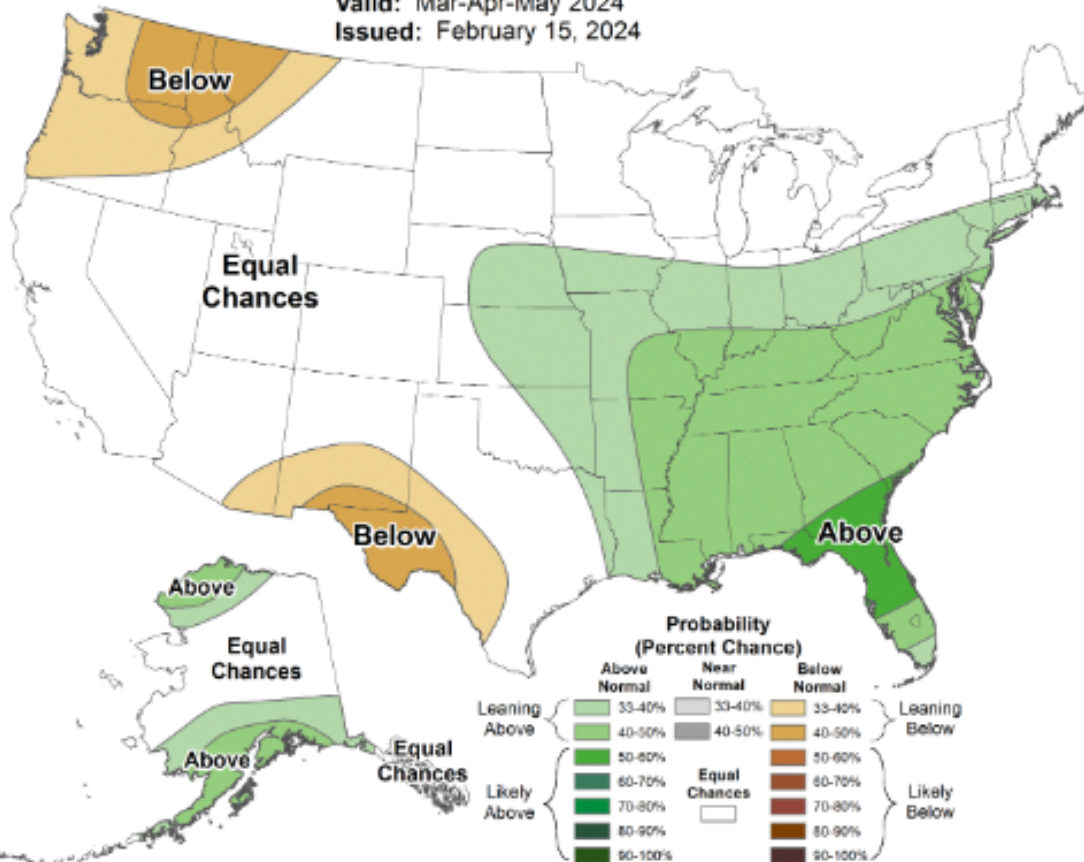 Valid: Mar-Apr-May 2024
Issued: February 15, 2024
Below
Equal
Chances
Below
Above
Above
Equal
Chances
Above
Equal
Chances
Probability
(Percent Chance)
Above
Normal
Near
Normal
Below
Normal
Leaning
Above
33-40%
33-40%
33-40%
40-50%
40-50%
40-50%
Leaning
Below
Likely
Above
50-60%
60-70%
70-80%
80-90%
90-100%
Equal
Chances
50-60%
60-70%
70-80%
80-90%
90-100%
Likely
Below